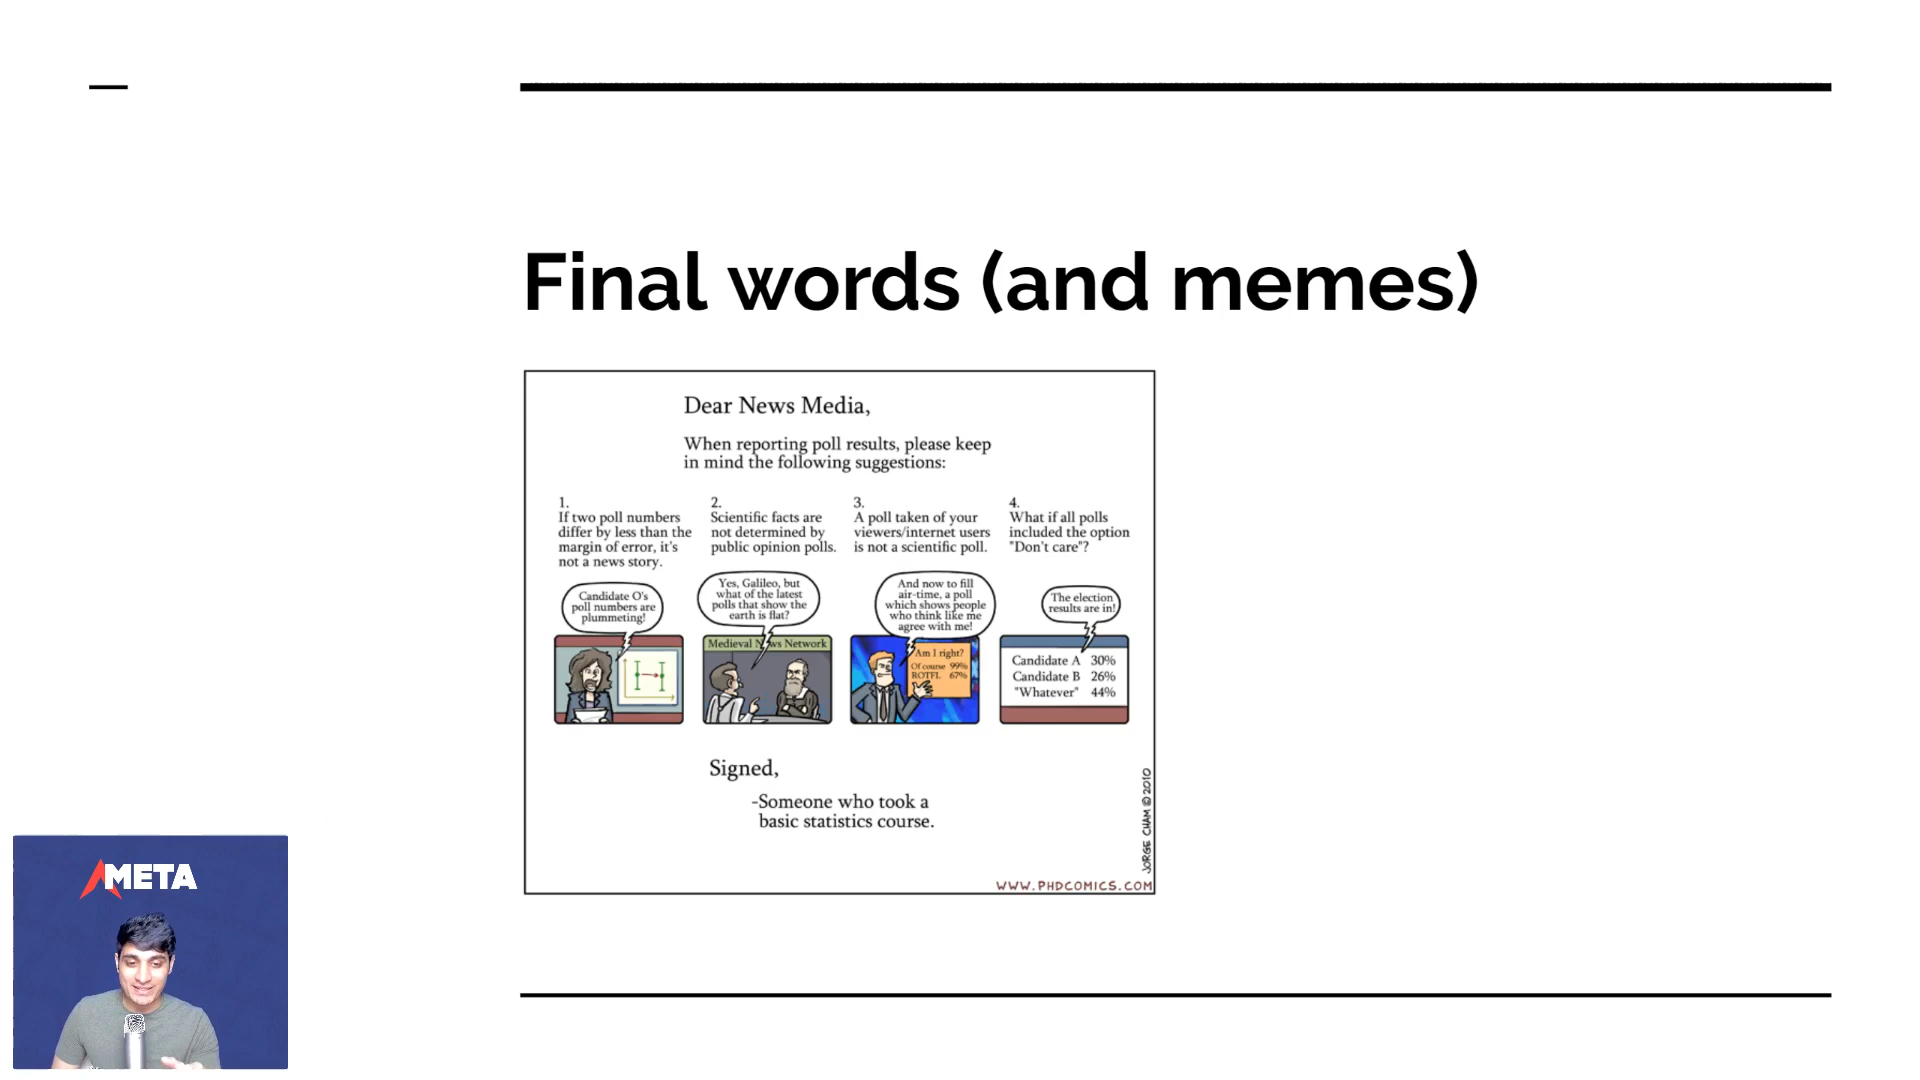 Final words (and memes)
Dear News Media,
When reporting poll results, please keep
in mind the following suggestions:
1.
If two poll numbers
differ by less than the
margin of error, it's
not a news story.
2.
Scientific facts are
not determined by
public opinion polls.
3.
A poll taken of your
viewers/internet users
is not a scientific poll.
4.
What if all polls
included the option
"Don't care"?
Candidate O's
poll numbers are
plummeting!
Yes, Galileo, but
what of the latest
polls that show the
earth is flat?
Medieval News Network
And now to fill
air-time, a poll
which shows people
who think like me
agree with me!
Am I right?
Of course 99%
ROTFL 67%
The election
results are in!
Candidate A 30%
Candidate B 26%
"Whatever" 44%
Signed,
-Someone who took a
basic statistics course.
JORGE CHAM © 2010
WWW.PHDCOMICS.COM
META